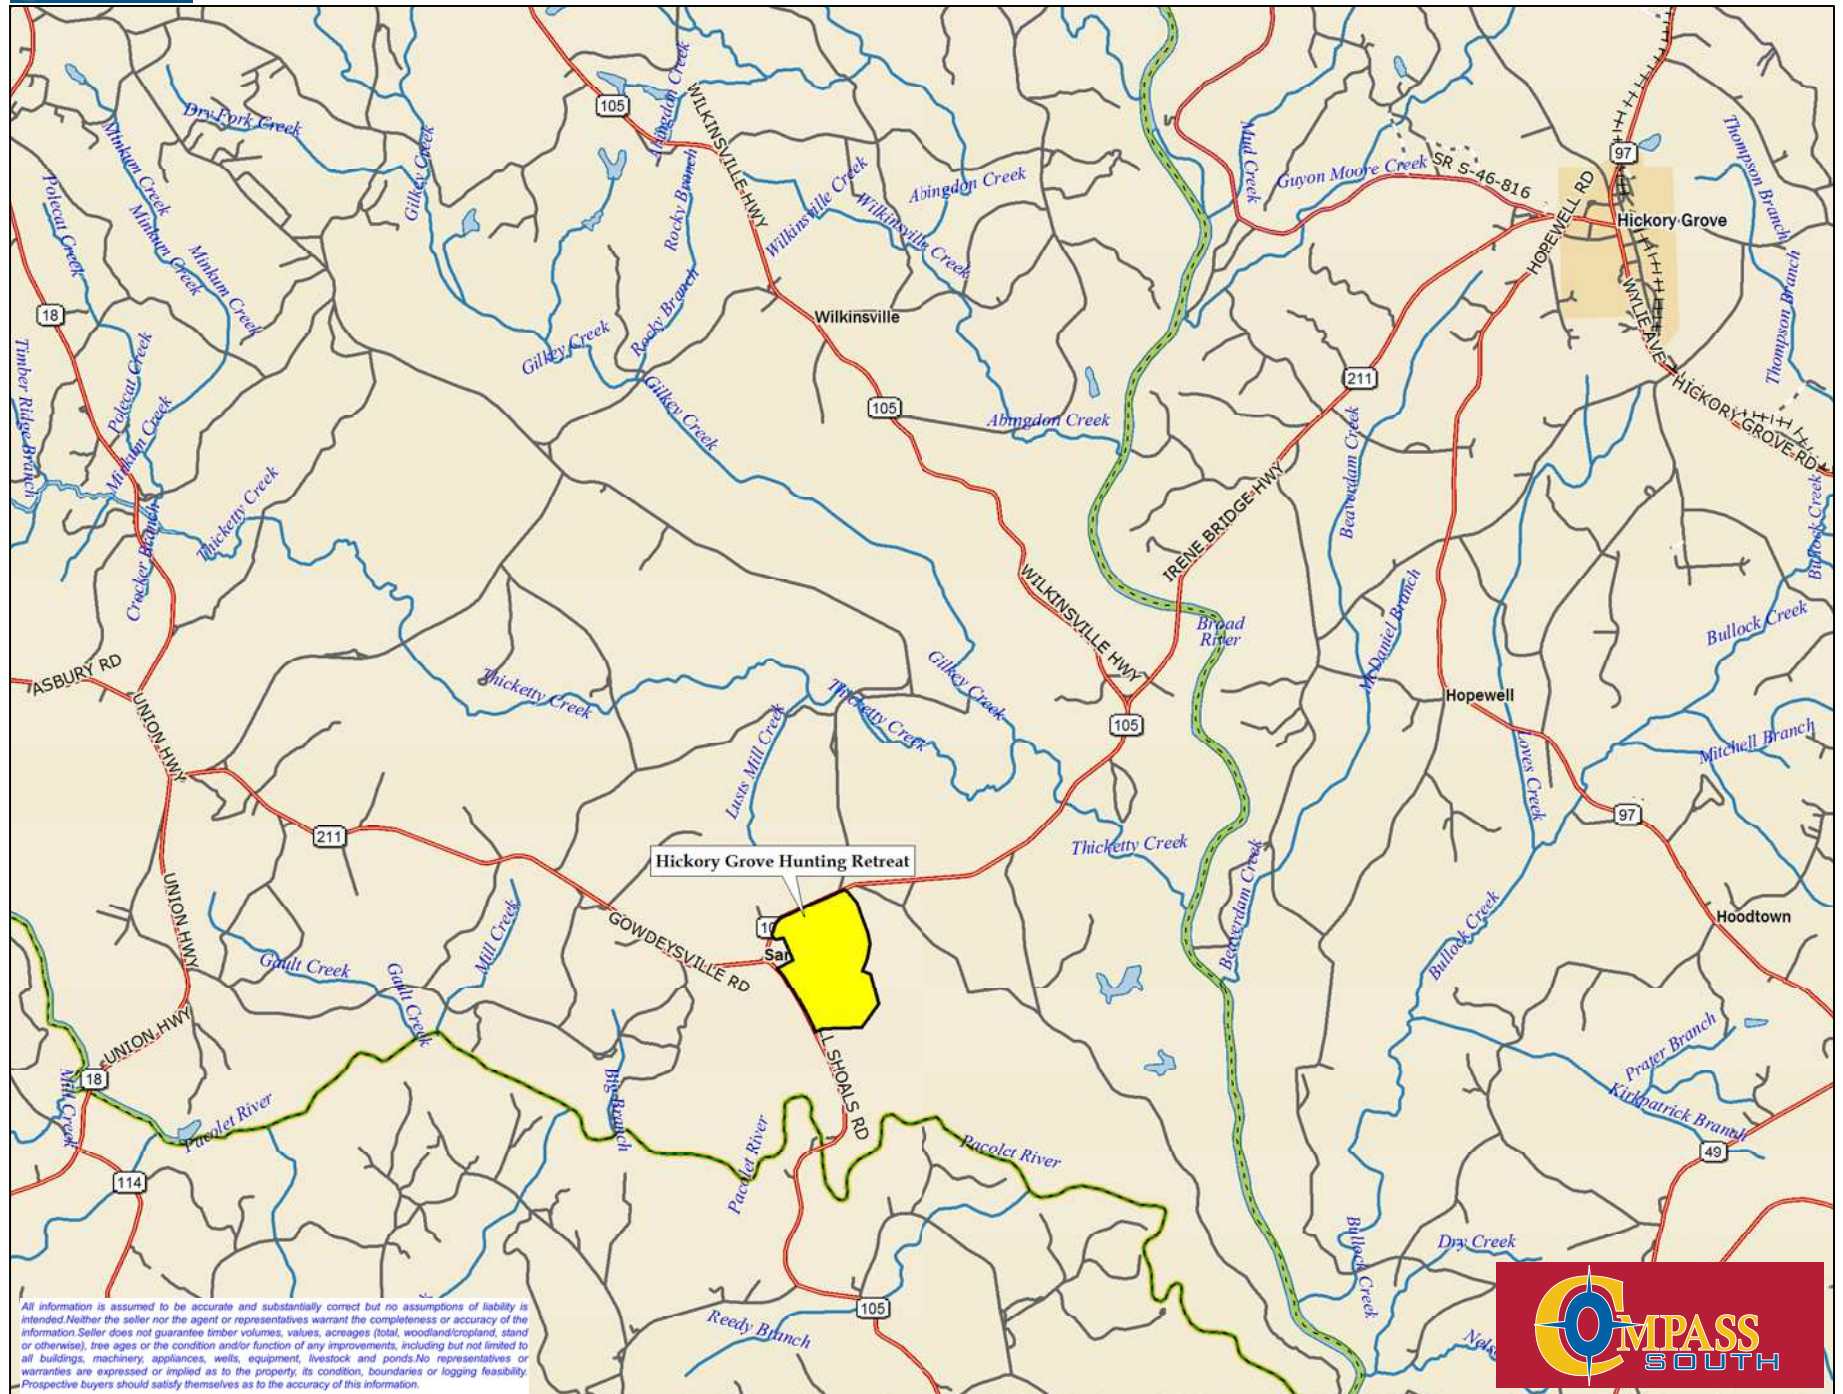 105
Abingdon Creek
WILKINSVILLE HWY
Dry Fork Creek
Minkum Creek
Gilkey Creek
Mud Creek
SR S-46-816
Guyon Moore Creek
97
Thompson Branch
Polecat Creek
Minkum Creek
Minkum Creek
Rocky Branch
Wilkinsville Creek
Abingdon Creek
Wilkinsville Creek
HOPEWELL RD
Hickory Grove
18
Wilkinsville
Rocky Branch
Gilkey Creek
WYLIE AVE
Thompson Branch
Timber Ridge Branch
Polecat Creek
Minkum Creek
Gilkey Creek
105
Abingdon Creek
211
HICKORY GROVE RD
Thicketty Creek
Crocker Branch
IRENE BRIDGE HWY
Beaverdam Creek
Bullock Creek
WILKINSVILLE HWY
Broad
River
McDaniel Branch
Bullock Creek
ASBURY RD
UNION HWY
Thicketty Creek
Thicketty Creek
Gilkey Creek
105
Hopewell
Lusts Mill Creek
Loves Creek
Mitchell Branch
211
97
Thicketty Creek
Hickory Grove Hunting Retreat
UNION HWY
Mill Creek
GOWDEYSVILLE RD
10
Sar
Beaverdam Creek
Bullock Creek
Hoodtown
Gault Creek
Gault Creek
UNION HWY
18
Mill Creek
Big Branch
L SHOALS RD
Prater Branch
Kirkpatrick Branch
49
Pacolet River
Pacolet River
Pacolet River
114
Bullock Creek
Dry Creek
105
Reedy Branch
Nels
All information is assumed to be accurate and substantially correct but no assumptions of liability is
intended.Neither the seller nor the agent or representatives warrant the completeness or accuracy of the
information.Seller does not guarantee timber volumes, values, acreages (total, woodland/cropland, stand
or otherwise), tree ages or the condition and/or function of any improvements, including but not limited to
all buildings, machinery, appliances, wells, equipment, livestock and ponds.No representatives or
warranties are expressed or implied as to the property, its condition, boundaries or logging feasibility.
Prospective buyers should satisfy themselves as to the accuracy of this information.
COMPASS
SOUTH